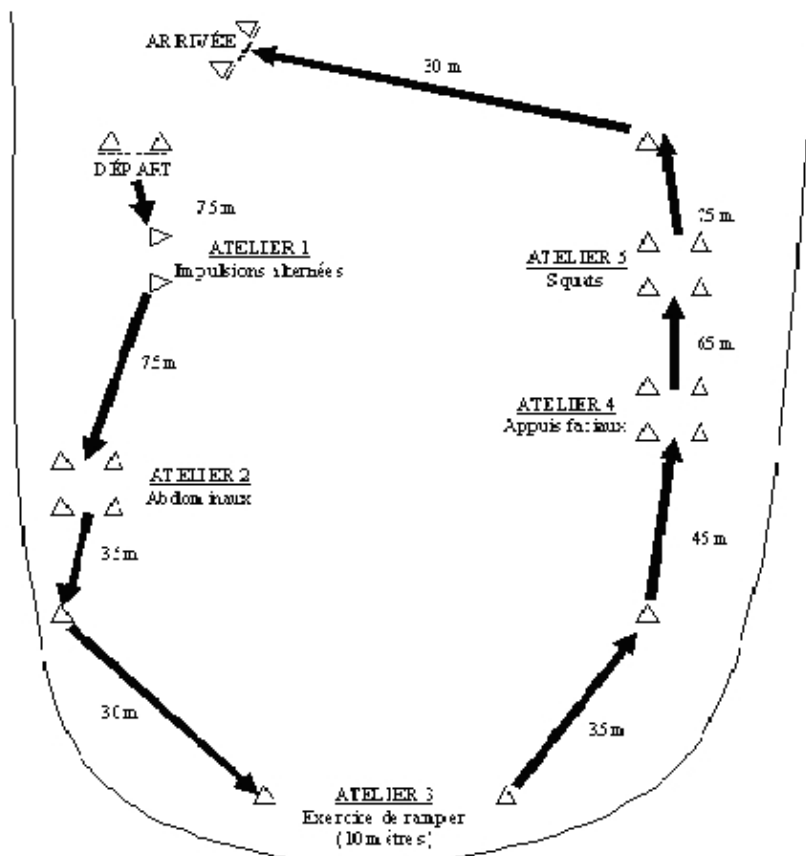 ARRIVÉE
30 m
DÉPART
75 m
ATELIER 1
Impulsions alternées
75 m
ATELIER 2
Abdominaux
35 m
30 m
ATELIER 3
Exercice de ramper
(10 mètres)
35 m
45 m
ATELIER 4
Appuis faciaux
65 m
ATELIER 5
Squats